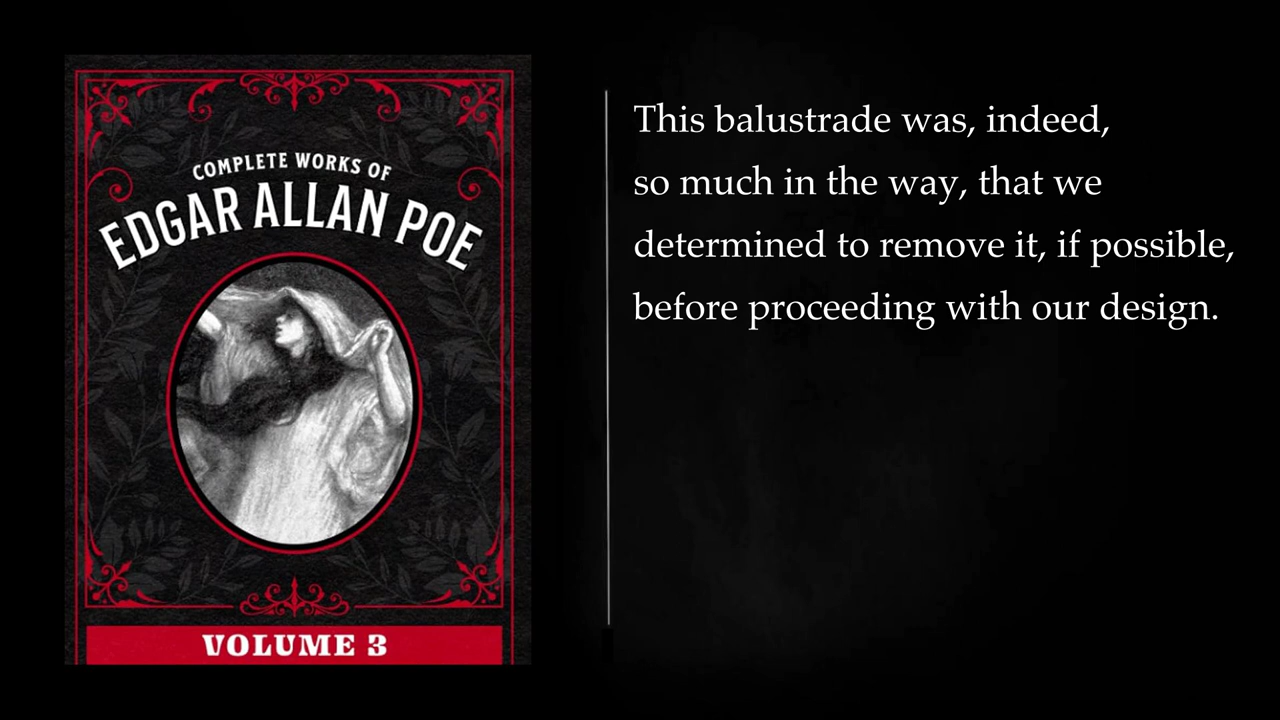 COMPLETE WORKS OF
EDGAR ALLAN POE
VOLUME 3
This balustrade was, indeed,
so much in the way, that we
determined to remove it, if possible,
before proceeding with our design.